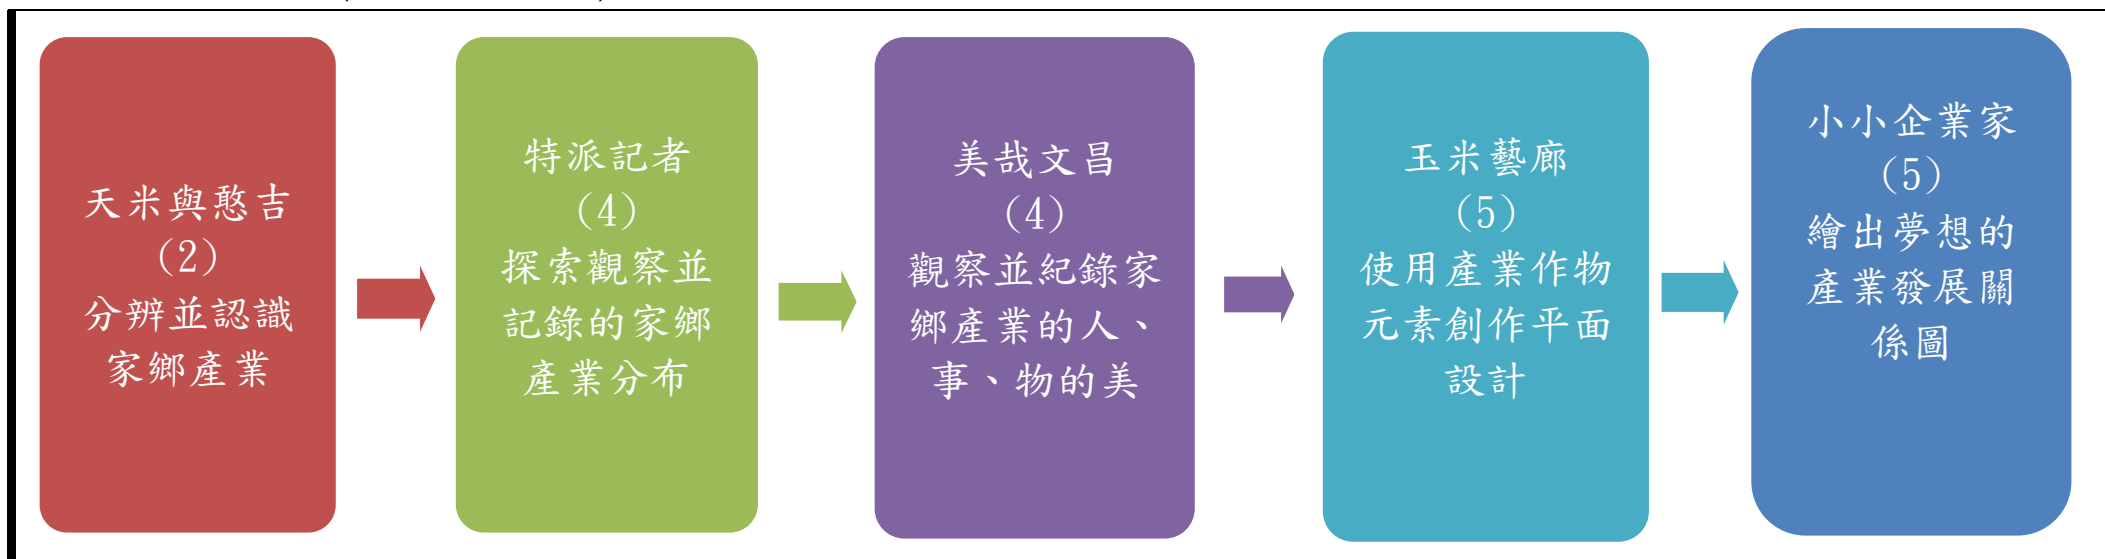 天米與憨吉
(2)
分辨並認識
家鄉產業
特派記者
(4)
探索觀察並
記錄的家鄉
產業分布
美哉文昌
(4)
觀察並紀錄家
鄉產業的人、
事、物的美
玉米藝廊
(5)
使用產業作物
元素創作平面
設計
小小企業家
(5)
繪出夢想的
產業發展關
係圖